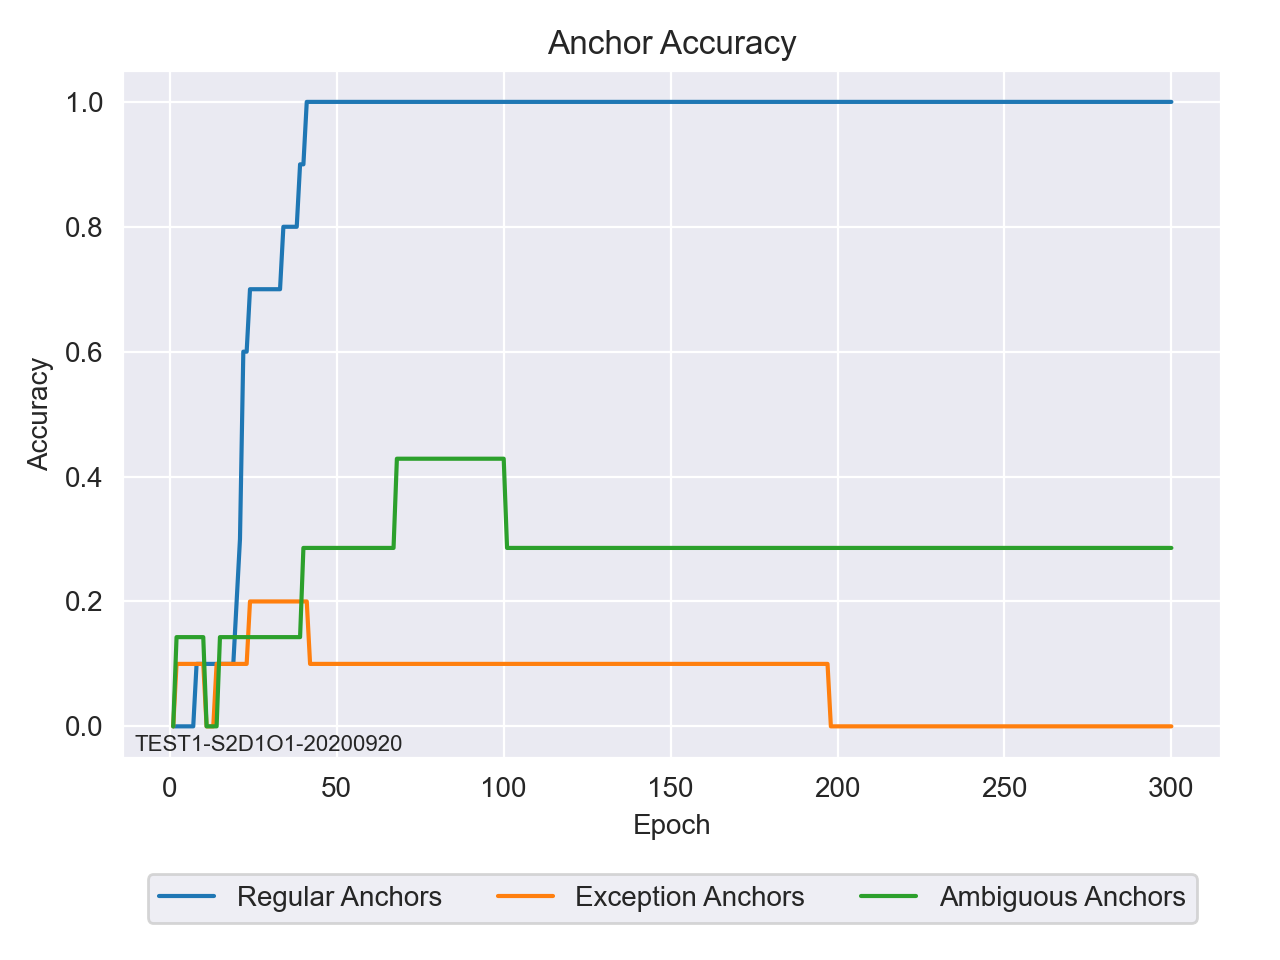 Anchor Accuracy
1.0
0.8
0.6
0.4
0.2
0.0
Accuracy
TEST1-S2D1O1-20200920
0 50 100 150 200 250 300
Epoch
Regular Anchors Exception Anchors Ambiguous Anchors